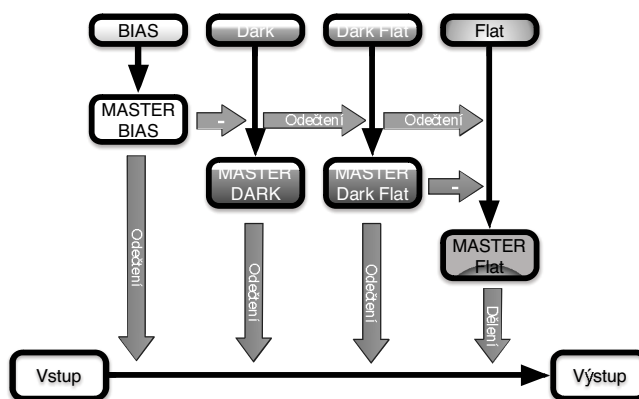 BIAS
Dark
Dark Flat
Flat
MASTER
BIAS
-
Odečtení
Odečtení
MASTER
DARK
MASTER
Dark Flat
-
MASTER
Flat
Odečtení
Odečtení
Odečtení
Dělení
Vstup
Výstup